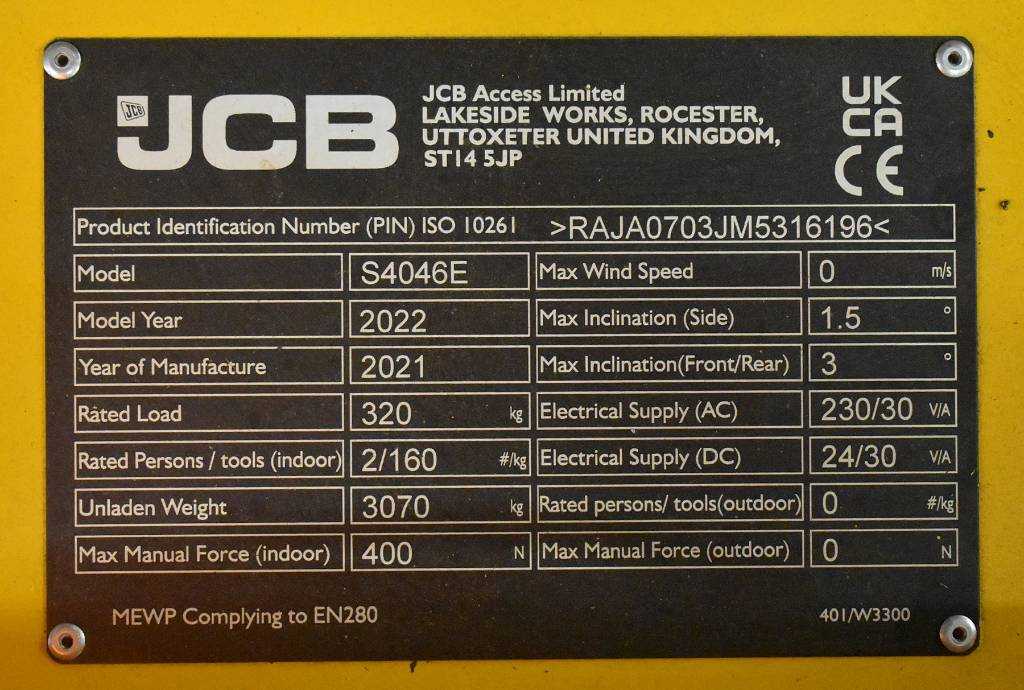 JCB JCB
JCB Access Limited
LAKESIDE WORKS, ROCESTER,
UTTOXETER UNITED KINGDOM,
ST14 5JP
UK
CA
CE
Product Identification Number (PIN) ISO 10261 >RAJA0703JM5316196<
Model S4046E Max Wind Speed 0 m/s
Model Year 2022 Max Inclination (Side) 1.5 °
Year of Manufacture 2021 Max Inclination(Front/Rear) 3 °
Rated Load 320 kg Electrical Supply (AC) 230/30 V/A
Rated Persons / tools (indoor) 2/160 #/kg Electrical Supply (DC) 24/30 V/A
Unladen Weight 3070 kg Rated persons/ tools(outdoor) 0 #/kg
Max Manual Force (indoor) 400 N Max Manual Force (outdoor) 0 N
MEWP Complying to EN280 401/W3300